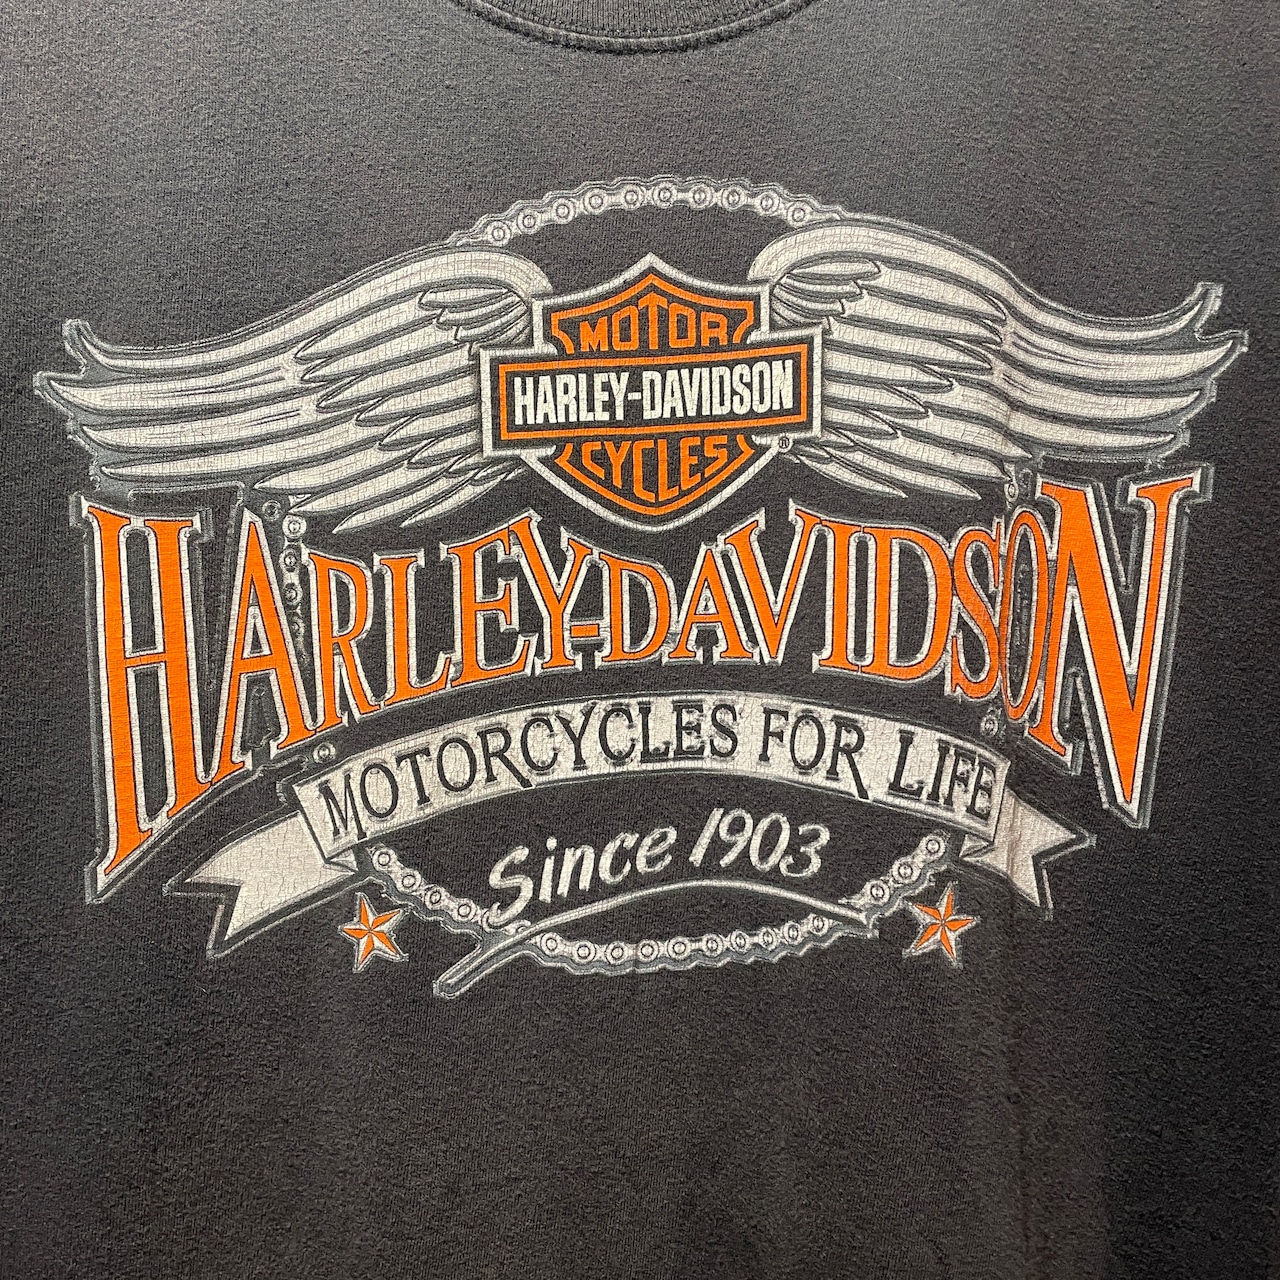 MOTOR
HARLEY-DAVIDSON
CYCLES
®
HARLEY-DAVIDSON
MOTORCYCLES FOR LIFE
Since 1903